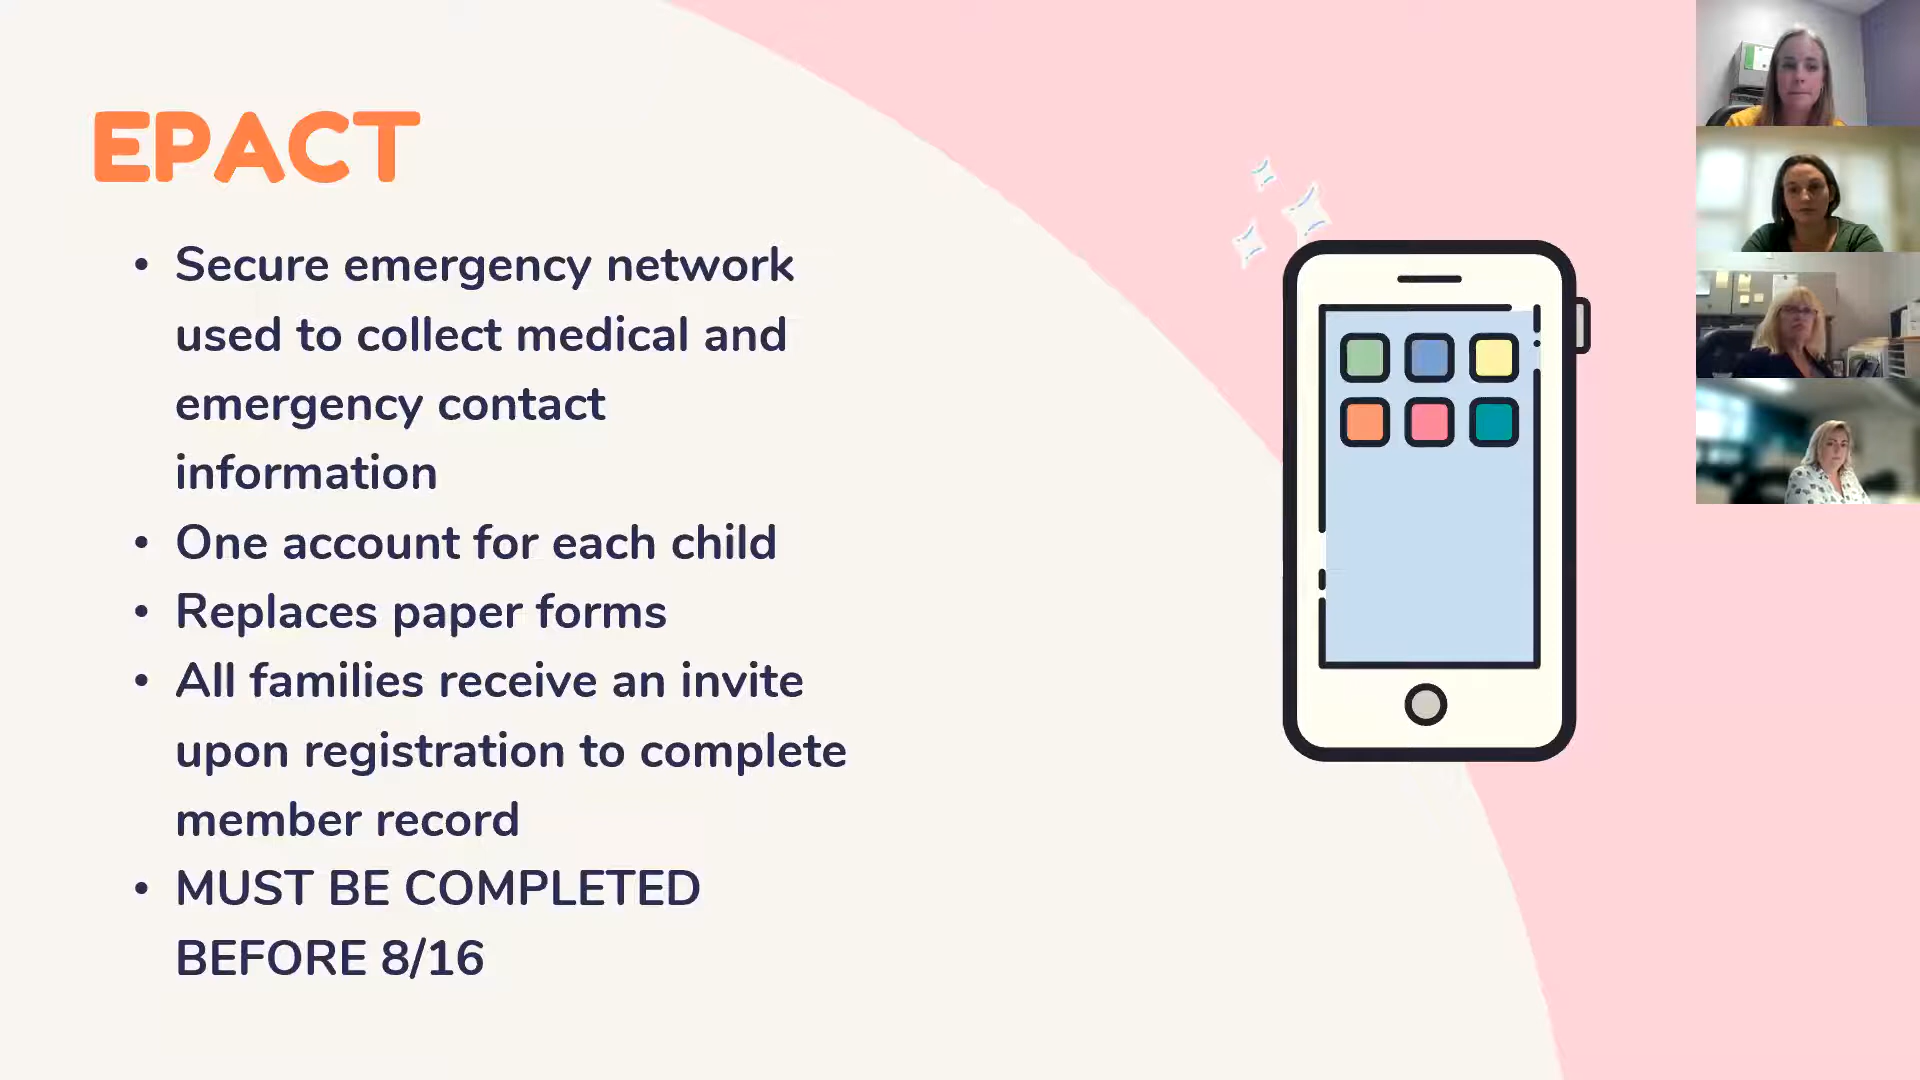 EPACT
• Secure emergency network
used to collect medical and
emergency contact
information
• One account for each child
• Replaces paper forms
• All families receive an invite
upon registration to complete
member record
• MUST BE COMPLETED
BEFORE 8/16